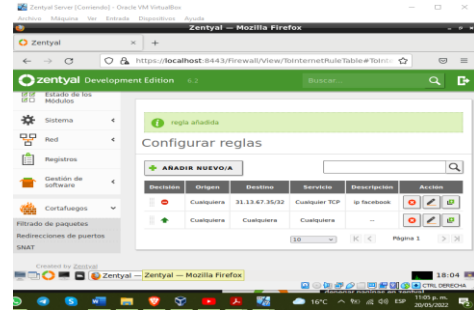 Zentyal Server [Corriendo] - Oracle VM VirtualBox
Archivo Máquina Ver Entrada Dispositivos Ayuda
Zentyal — Mozilla Firefox
Zentyal
https://localhost:8443/Firewall/View/ToInternetRuleTable#ToInte
zentyal Development Edition 6.2
Buscar...
Estado de los
Módulos
Sistema
regla añadida
Configurar reglas
Red
Registros
AÑADIR NUEVO/A
Gestión de
software
Decisión Origen Destino Servicio Descripción Acción
Cualquiera 31.13.67.35/32 Cualquier TCP ip facebook
Cortafuegos
Cualquiera Cualquiera Cualquiera --
Filtrado de paquetes
Redirecciones de puertos
10 Página 1
SNAT
Created by Zentyal
Zentyal — Zentyal — Mozilla Firefox 18:04
CTRL DERECHA
16°C ESP 11:05 p. m.
20/05/2022